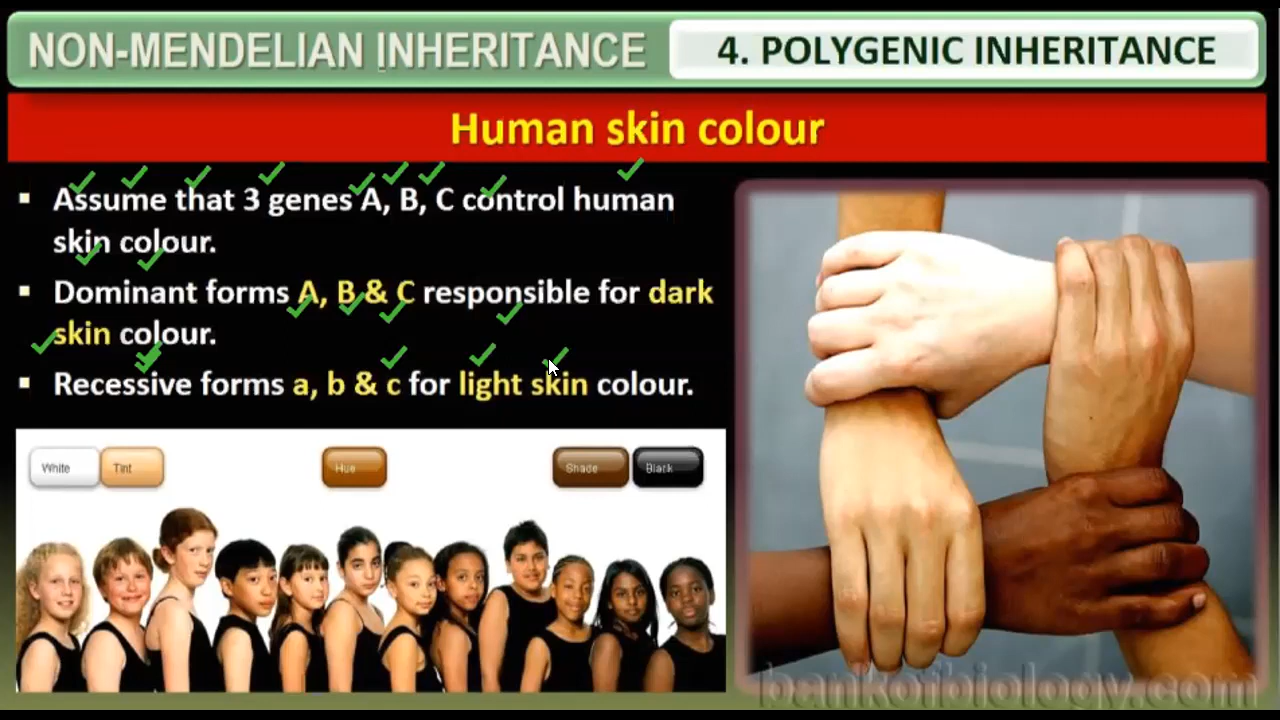 NON-MENDELIAN INHERITANCE
4. POLYGENIC INHERITANCE
Human skin colour
▪ Assume that 3 genes A, B, C control human
skin colour.
▪ Dominant forms A, B & C responsible for dark
skin colour.
▪ Recessive forms a, b & c for light skin colour.
White
Tint
Hue
Shade
Black
bankofbiology.com